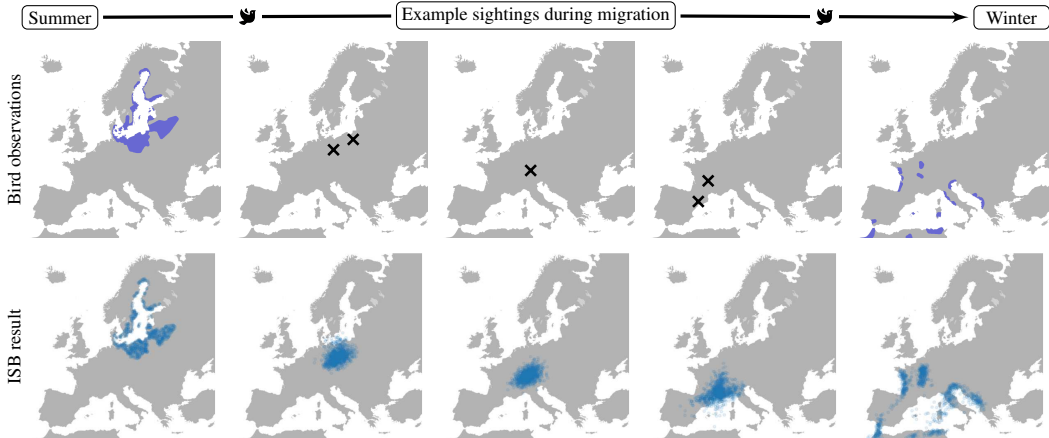 Summer
Example sightings during migration
Winter
Bird observations
ISB result